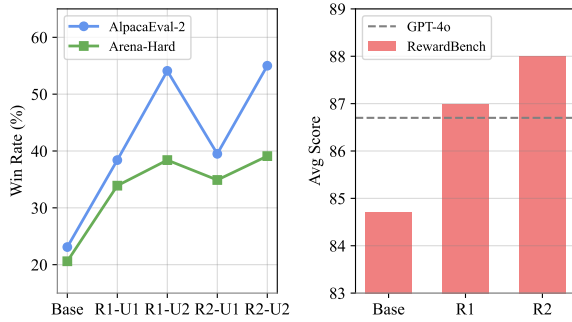 AlpacaEval-2
Arena-Hard
Win Rate (%)
60
50
40
30
20
Base R1-U1 R1-U2 R2-U1 R2-U2
GPT-4o
RewardBench
Avg Score
89
88
87
86
85
84
83
Base R1 R2